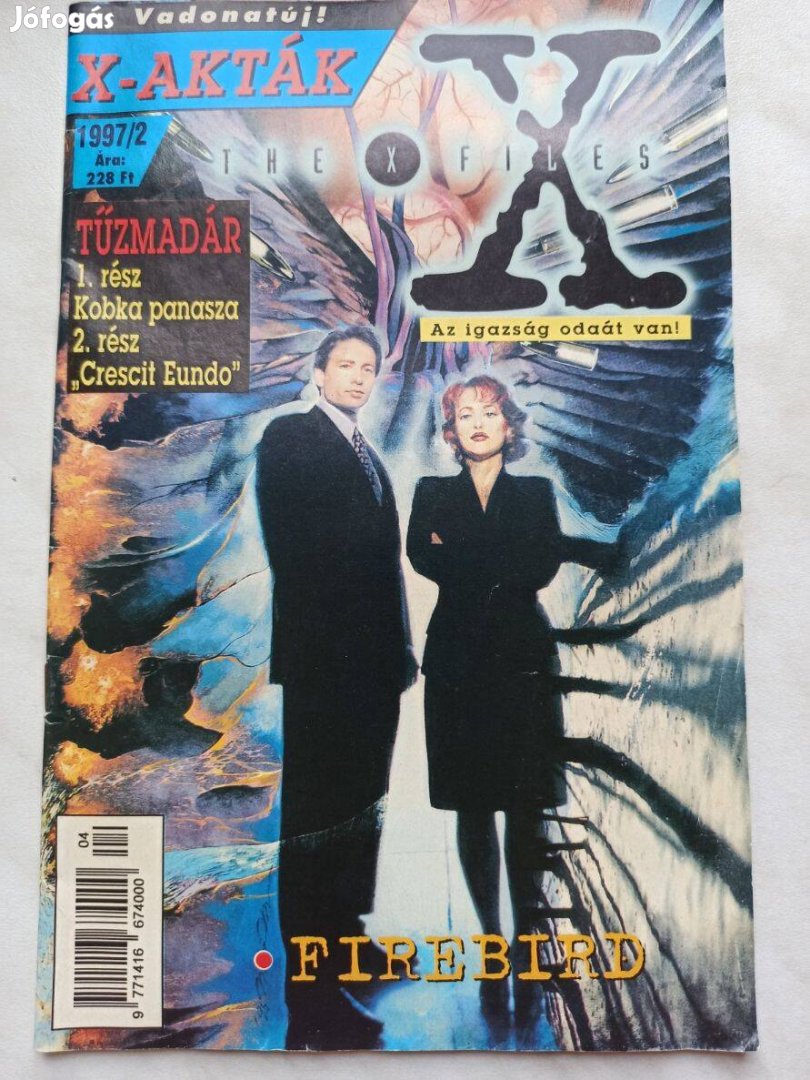 Jófogás
Vadonatúj!
X-AKTÁK
X
1997/2
Ára:
228 Ft
THE X FILES
TŰZMADÁR
1. rész
Kobka panasza
2. rész
„Crescit Eundo"
Az igazság odaát van!
FIREBIRD
04
9 771416 674000